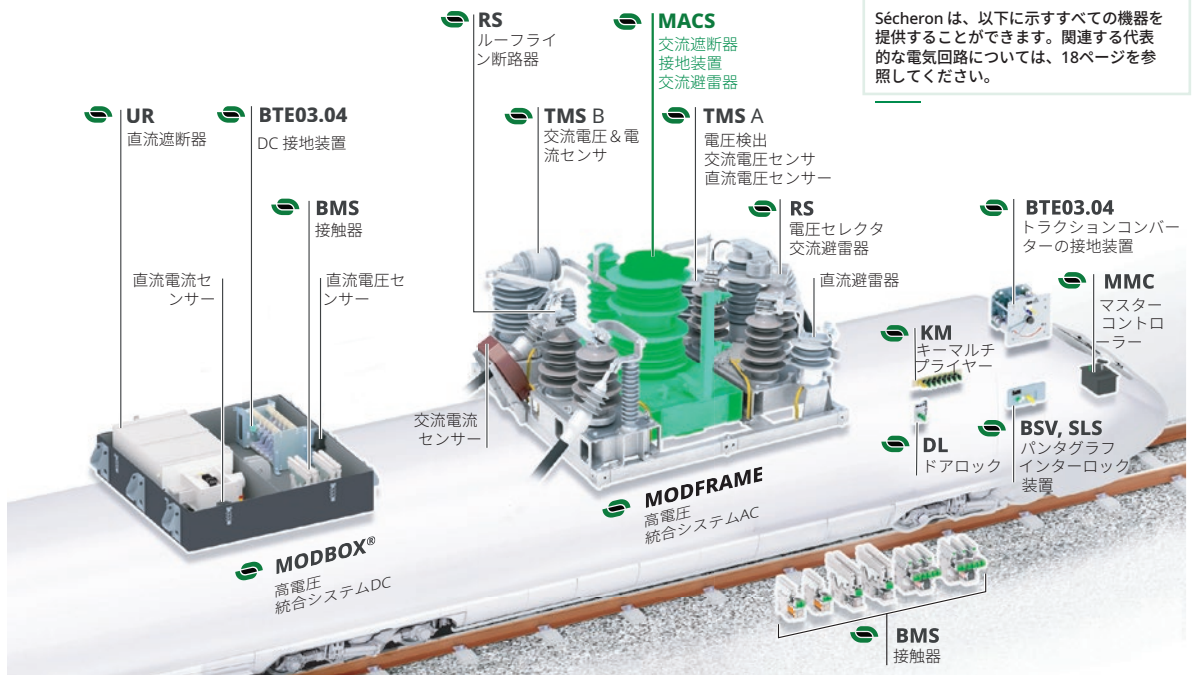 Sécheron は、以下に示すすべての機器を
提供することができます。関連する代表
的な電気回路については、18ページを参
照してください。
RS
ルーフライ
ン断路器
MACS
交流遮断器
接地装置
交流避雷器
UR
直流遮断器
BTE03.04
DC 接地装置
TMS B
交流電圧＆電
流センサ
TMS A
電圧検出
交流電圧センサ
直流電圧センサー
BMS
接触器
RS
電圧セレクタ
交流避雷器
BTE03.04
トラクションコンバー
ターの接地装置
直流電流セ
ンサー
直流電圧セ
ンサー
直流避雷器
MMC
マスター
コントロ
ーラー
KM
キーマルチ
プライヤー
交流電流
センサー
DL
ドアロック
BSV, SLS
パンタグラフ
インターロック
装置
MODFRAME
高電圧
統合システムAC
MODBOX®
高電圧
統合システムDC
BMS
接触器